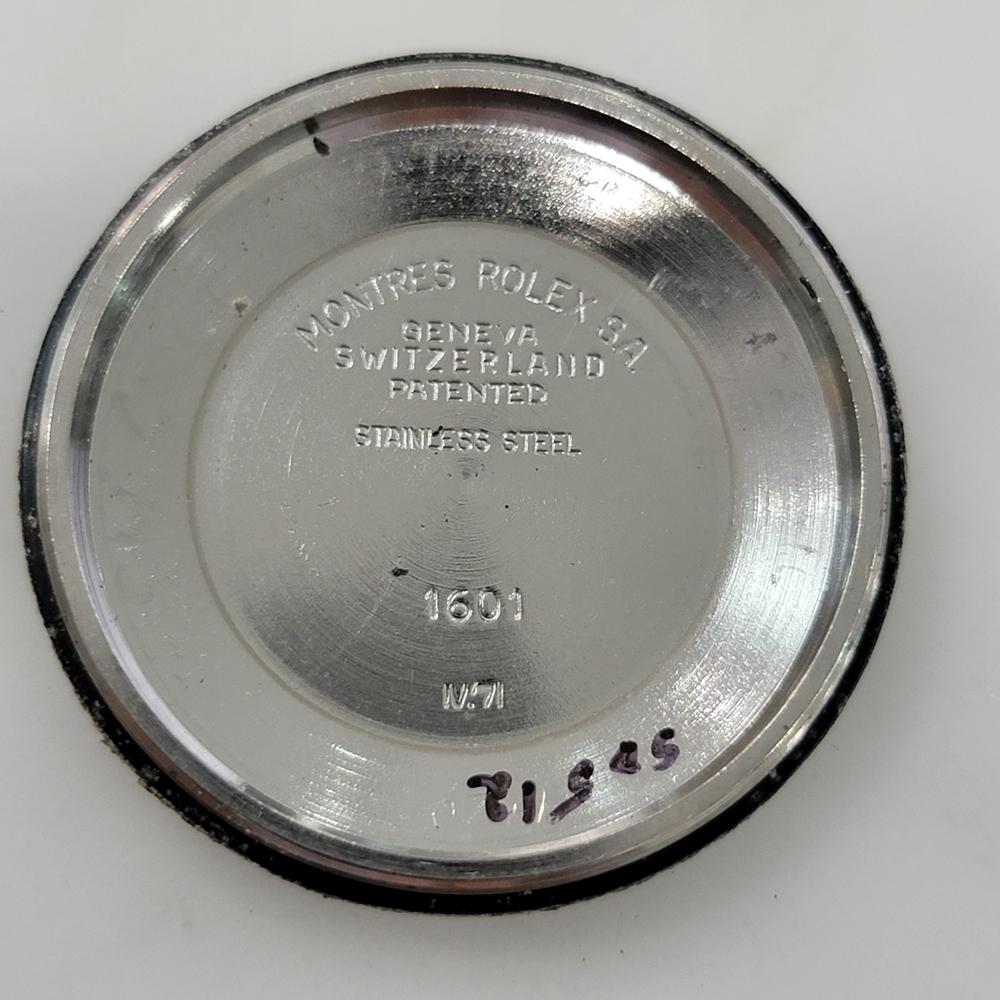 MONTRES ROLEX SA
GENEVA
SWITZERLAND
PATENTED
STAINLESS STEEL
1601
IV.71